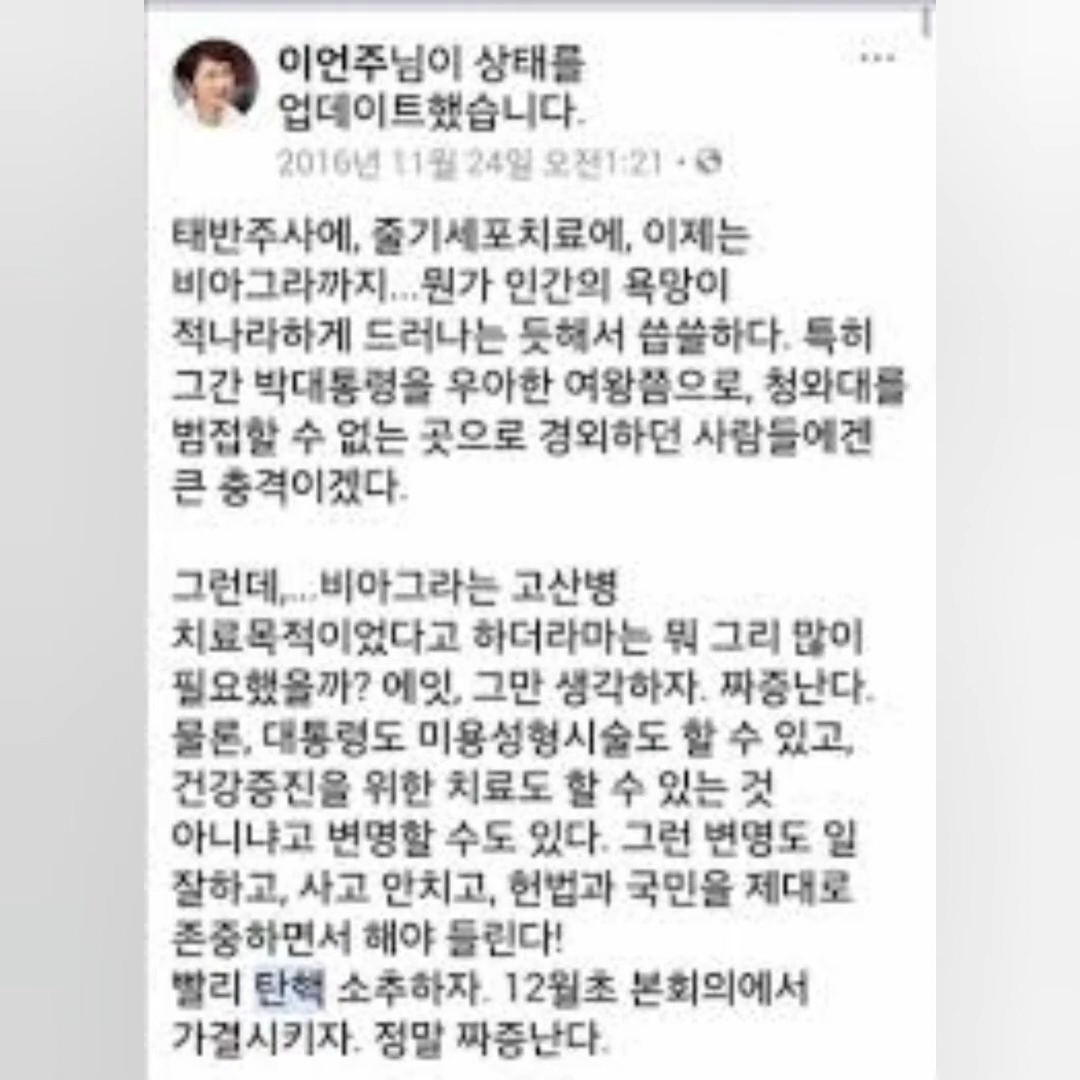 이언주님이 상태를
업데이트했습니다.
2016년 11월 24일 오전1:21 ·
태반주사에, 줄기세포치료에, 이제는
비아그라까지...뭔가 인간의 욕망이
적나라하게 드러나는 듯해서 씁쓸하다. 특히
그간 박대통령을 우아한 여왕쯤으로, 청와대를
범접할 수 없는 곳으로 경외하던 사람들에겐
큰 충격이겠다.
그런데,...비아그라는 고산병
치료목적이었다고 하더라마는 뭐 그리 많이
필요했을까? 에잇, 그만 생각하자. 짜증난다.
물론, 대통령도 미용성형시술도 할 수 있고,
건강증진을 위한 치료도 할 수 있는 것
아니냐고 변명할 수도 있다. 그런 변명도 일
잘하고, 사고 안치고, 헌법과 국민을 제대로
존중하면서 해야 들린다!
빨리 탄핵 소추하자. 12월초 본회의에서
가결시키자. 정말 짜증난다.